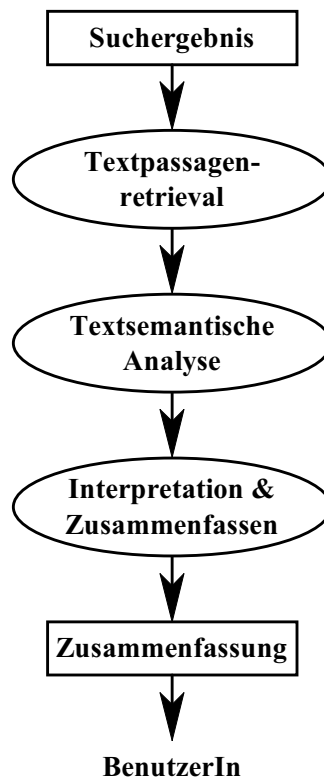 Suchergebnis
Textpassagen-
retrieval
Textsemantische
Analyse
Interpretation &
Zusammenfassen
Zusammenfassung
BenutzerIn